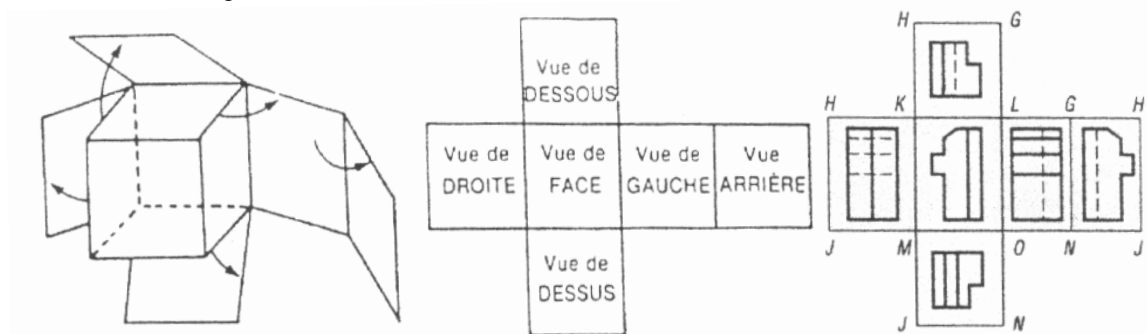 Vue de
DESSOUS
Vue de
DROITE
Vue de
FACE
Vue de
GAUCHE
Vue
ARRIÈRE
Vue de
DESSUS
H G
H K L G H
J M O N J
J N